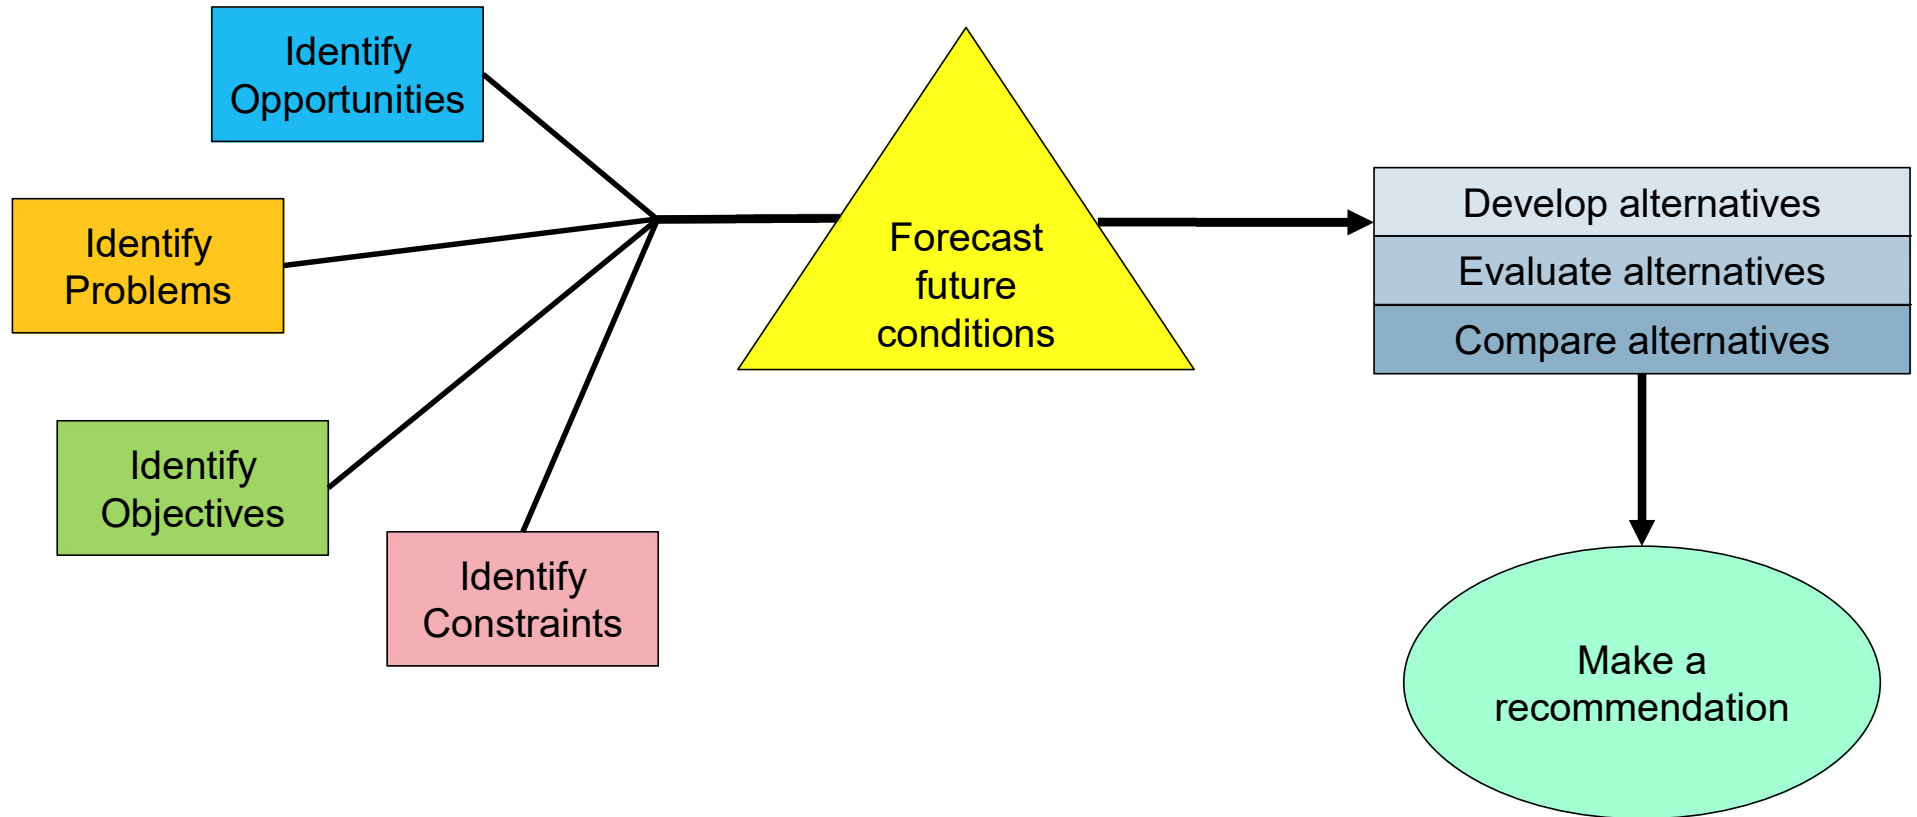 Identify
Opportunities
Identify
Problems
Identify
Objectives
Identify
Constraints
Forecast
future
conditions
Develop alternatives
Evaluate alternatives
Compare alternatives
Make a
recommendation